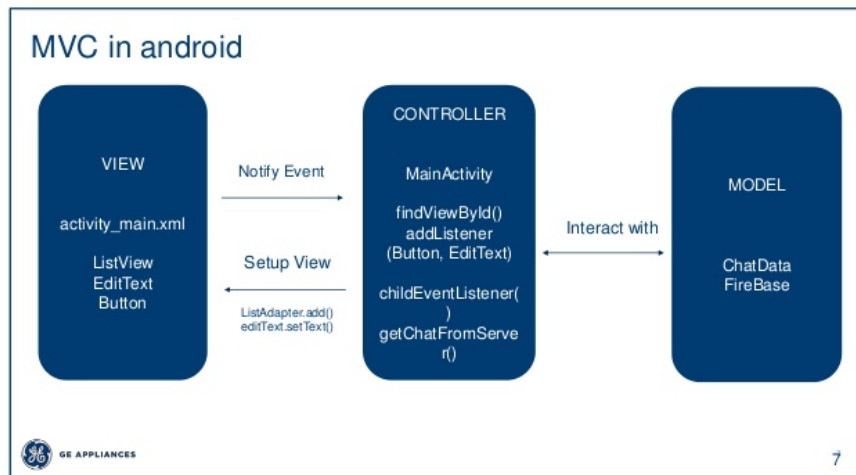 MVC in android
VIEW
activity_main.xml
ListView
EditText
Button
Notify Event
Setup View
ListAdapter.add()
editText.setText()
CONTROLLER
MainActivity
findViewById()
addListener
(Button, EditText)
childEventListener(
)
getChatFromServe
r()
Interact with
MODEL
ChatData
FireBase
GE APPLIANCES
7